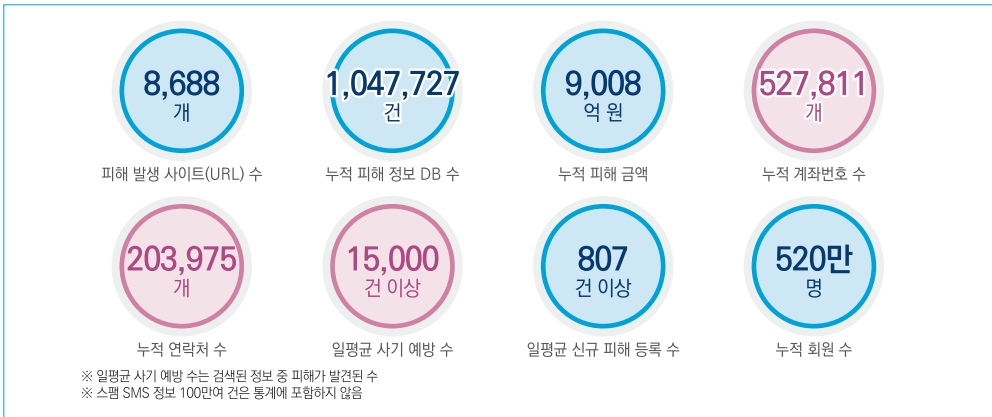 8,688
개
피해 발생 사이트(URL) 수
1,047,727
건
누적 피해 정보 DB 수
9,008
억 원
누적 피해 금액
527,811
개
누적 계좌번호 수
203,975
개
누적 연락처 수
15,000
건 이상
일평균 사기 예방 수
807
건 이상
일평균 신규 피해 등록 수
520만
명
누적 회원 수
※ 일평균 사기 예방 수는 검색된 정보 중 피해가 발견된 수
※ 스팸 SMS 정보 100만여 건은 통계에 포함하지 않음